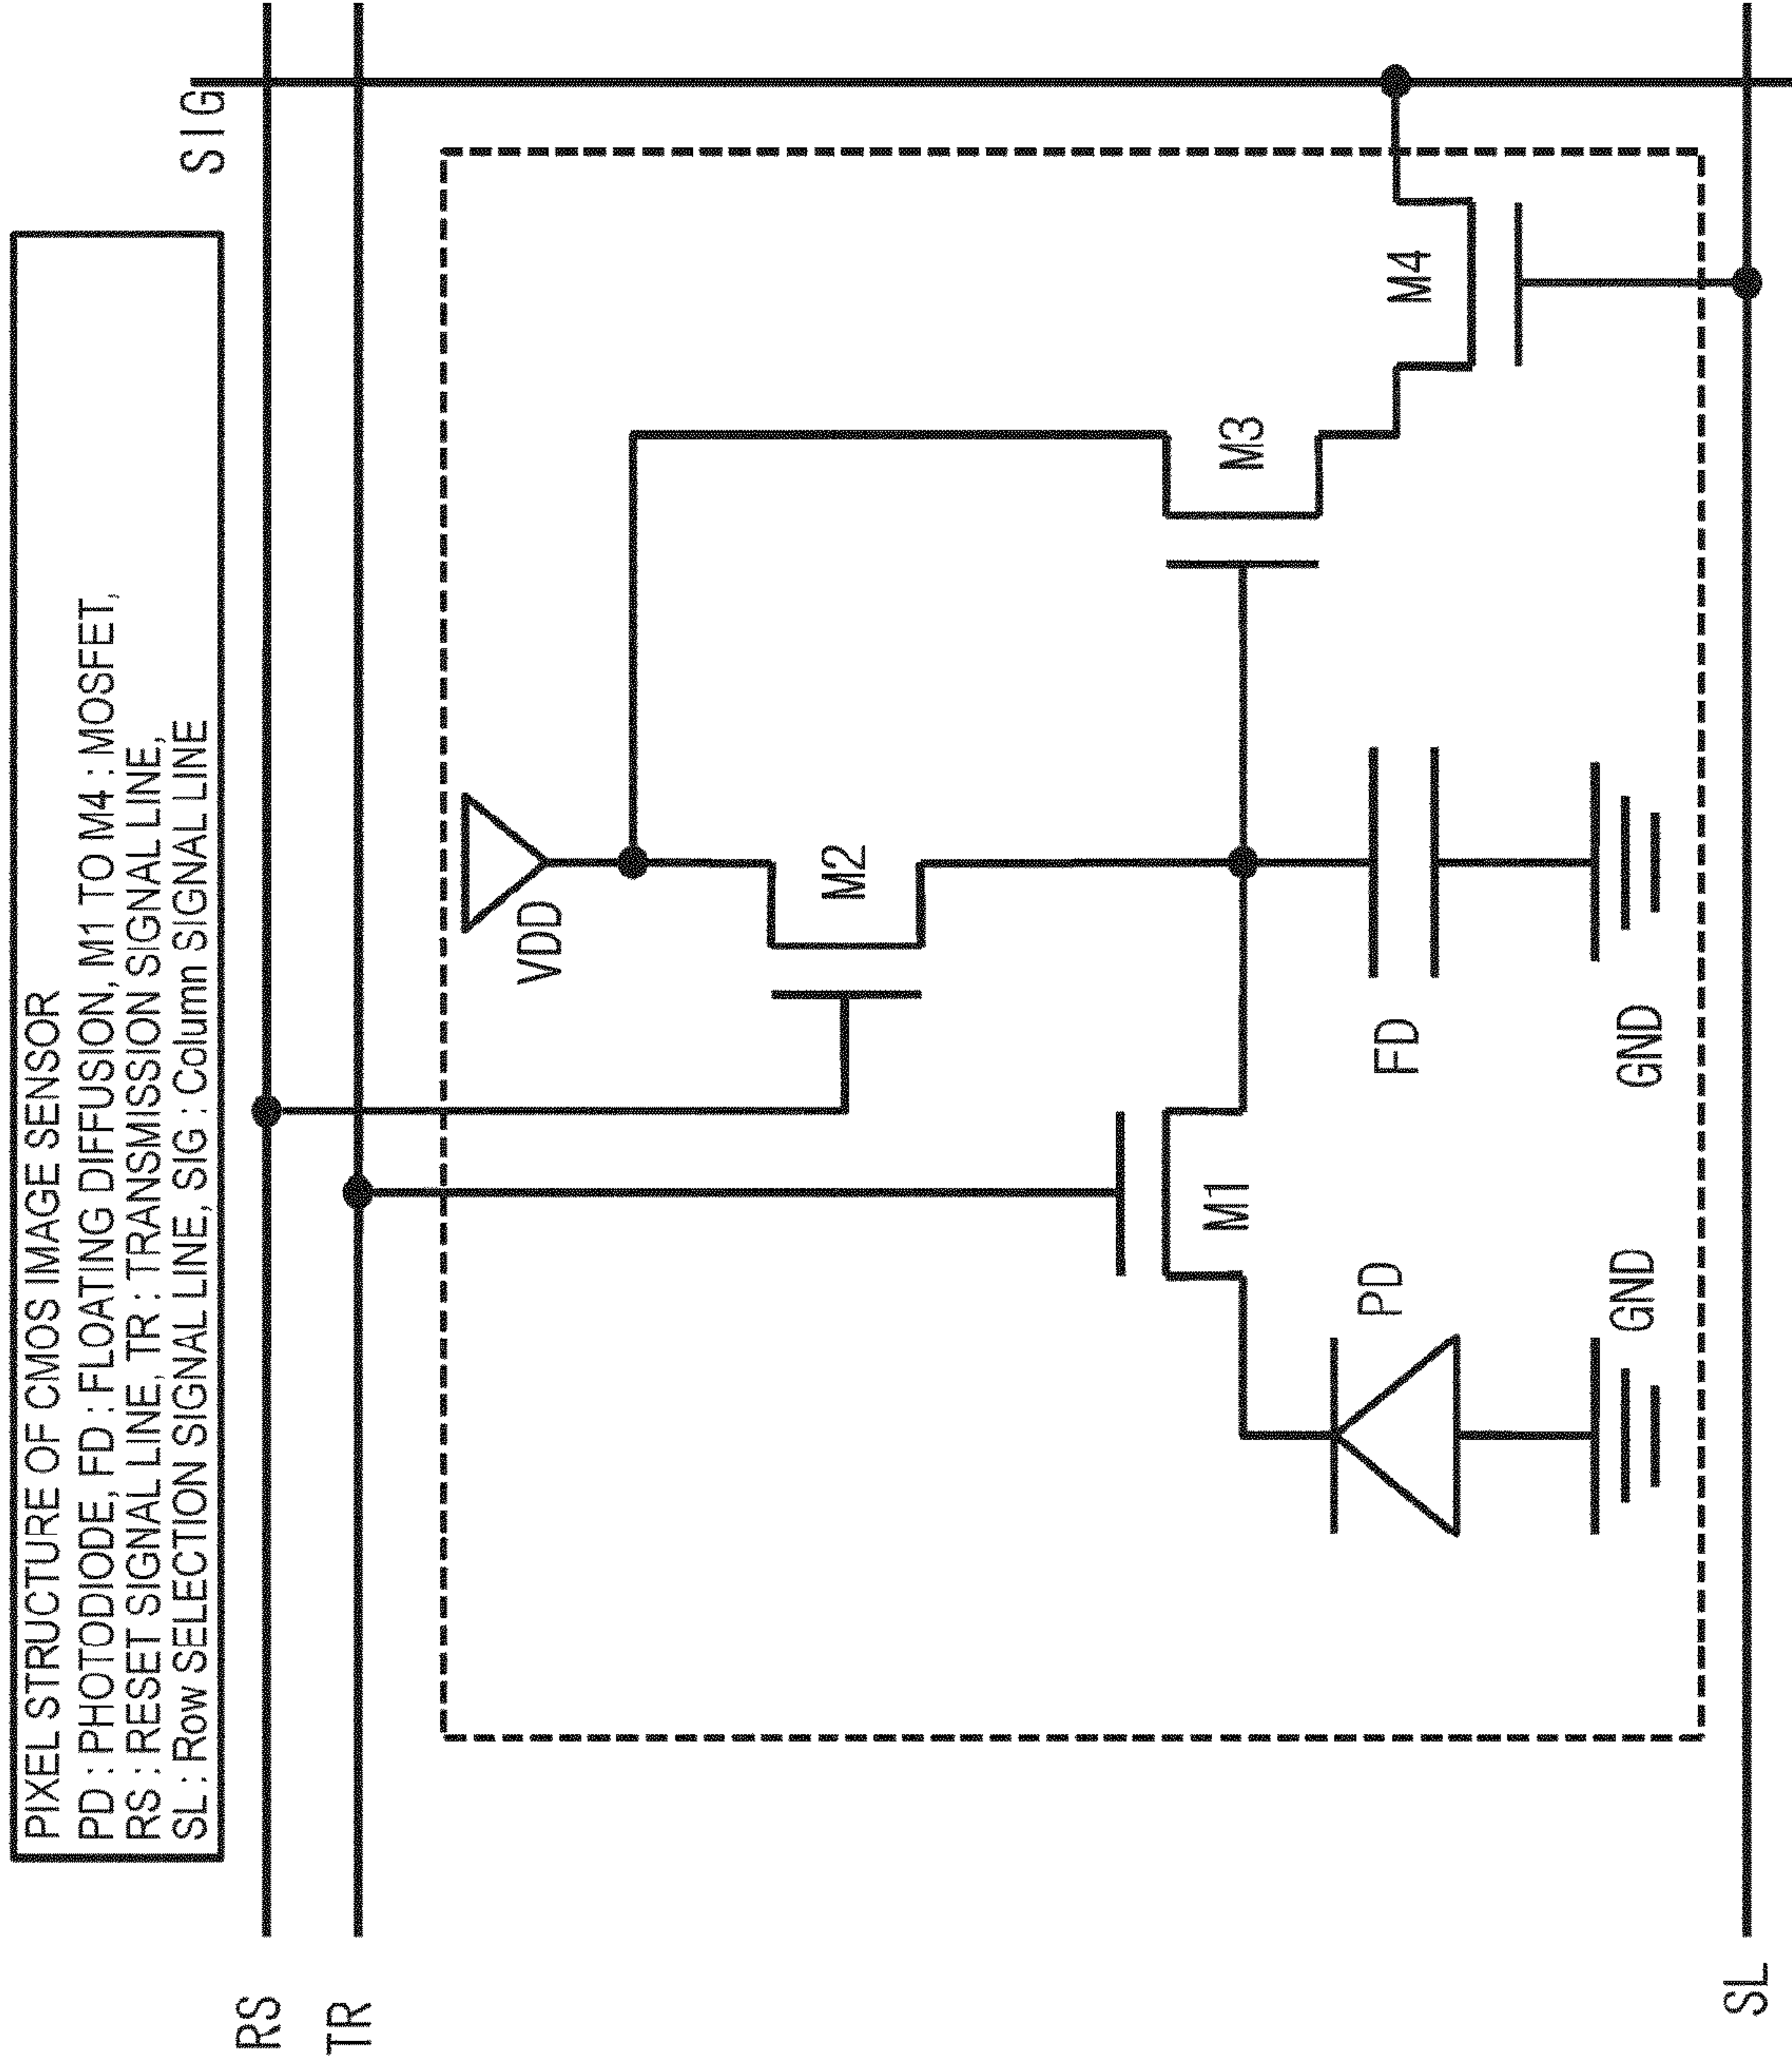 PIXEL STRUCTURE OF CMOS IMAGE SENSOR
PD : PHOTODIODE, FD : FLOATING DIFFUSION, M1 TO M4 : MOSFET,
RS : RESET SIGNAL LINE, TR : TRANSMISSION SIGNAL LINE,
SL : Row SELECTION SIGNAL LINE, SIG : Column SIGNAL LINE
SIG
RS
TR
VDD
M2
M3
M4
M1
PD
FD
GND
GND
SL